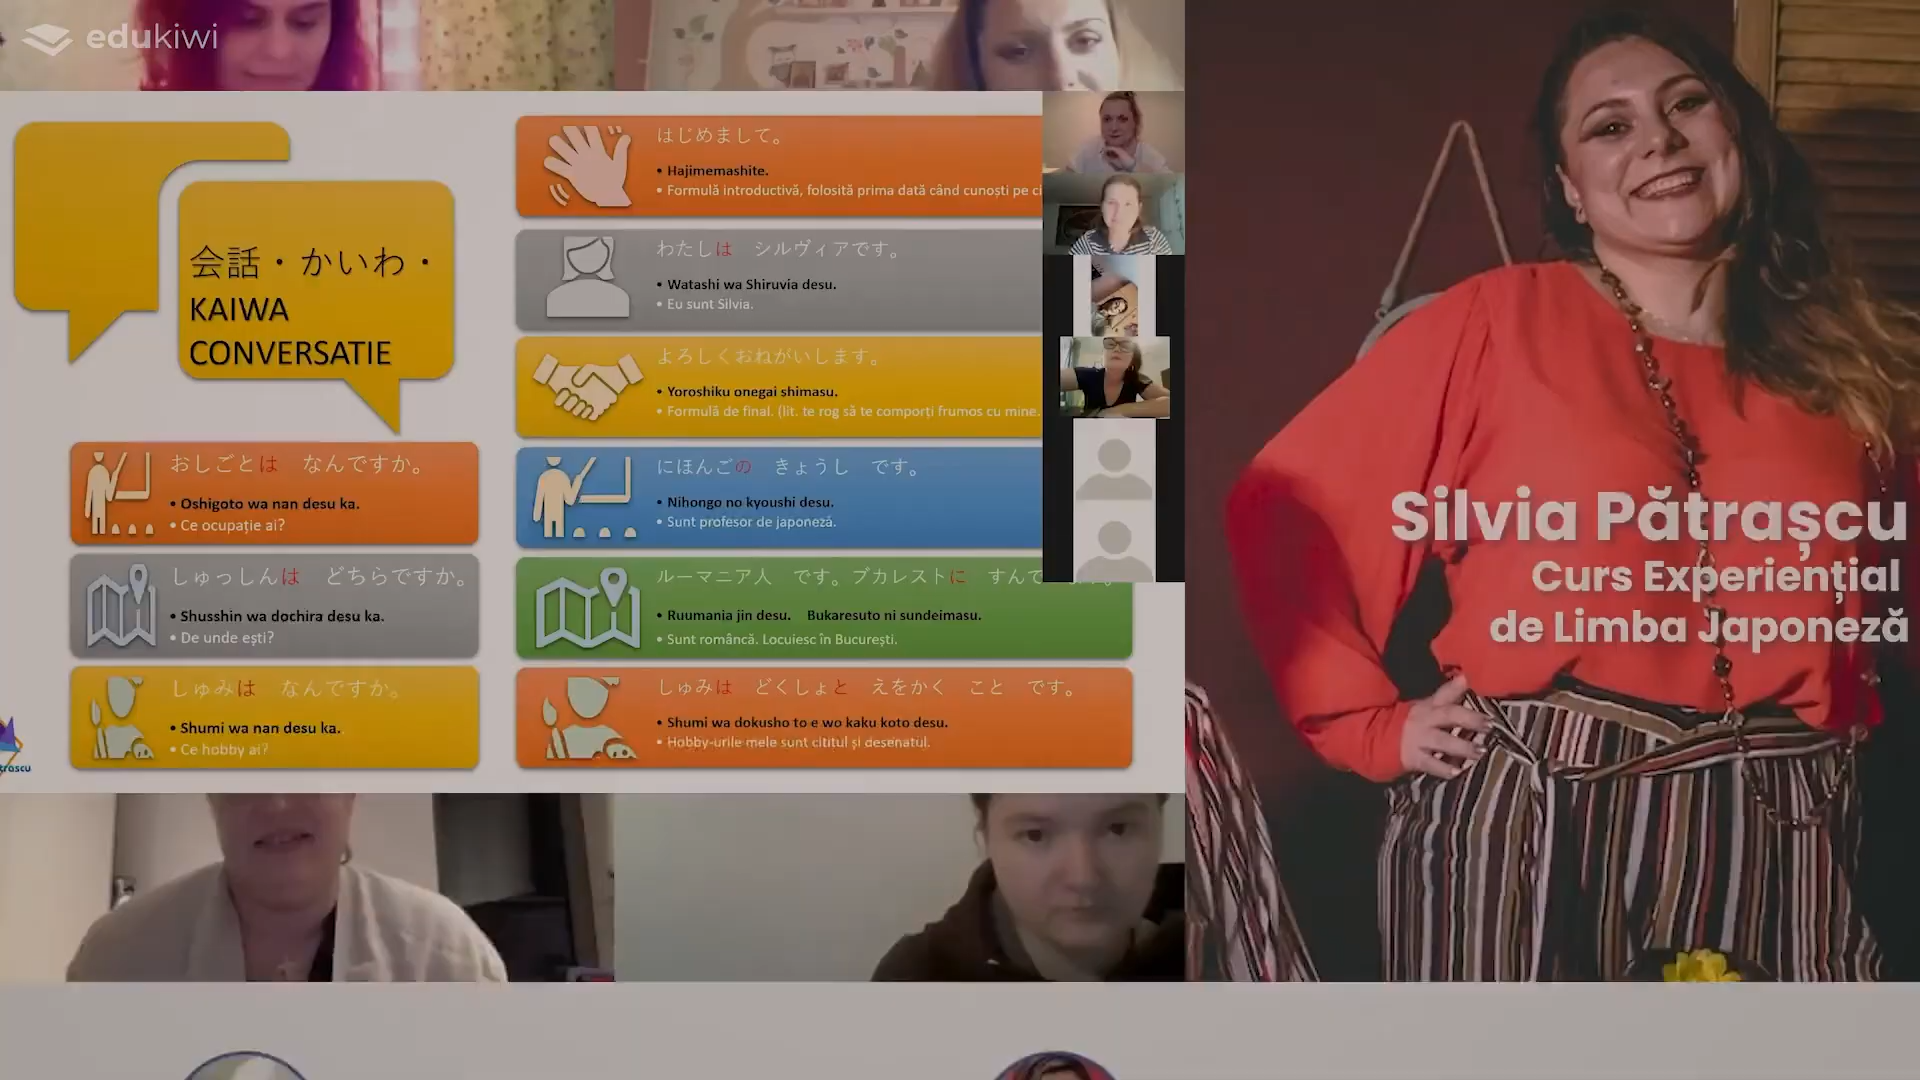 edukiwi
会話・かいわ・
KAIWA
CONVERSATIE
おしごとは　なんですか。
• Oshigoto wa nan desu ka.
• Ce ocupație ai?
しゅっしんは　どちらですか。
• Shusshin wa dochira desu ka.
• De unde ești?
しゅみは　なんですか。
• Shumi wa nan desu ka.
• Ce hobby ai?
はじめまして。
• Hajimemashite.
• Formulă introductivă, folosită prima dată când cunoști pe ci
わたしは　シルヴィアです。
• Watashi wa Shiruvia desu.
• Eu sunt Silvia.
よろしくおねがいします。
• Yoroshiku onegai shimasu.
• Formulă de final. (lit. te rog să te comporți frumos cu mine.
にほんごの　きょうし　です。
• Nihongo no kyoushi desu.
• Sunt profesor de japoneză.
ルーマニア人　です。ブカレストに　すんで
• Ruumania jin desu.　Bukaresuto ni sundeimasu.
• Sunt româncă. Locuiesc în București.
しゅみは　どくしょと　えをかく　こと　です。
• Shumi wa dokusho to e wo kaku koto desu.
• Hobby-urile mele sunt cititul și desenatul.
trascu
Silvia Pătrașcu
Curs Experiențial
de Limba Japoneză